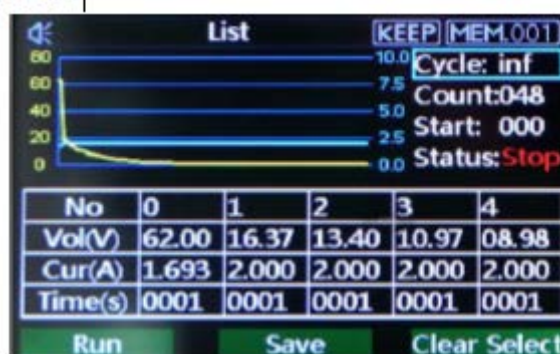 List KEEP MEM.001
80 10.0 Cycle: inf
60 7.5 Count:048
40 5.0 Start: 000
20 2.5 Status:Stop
0 0.0
No 0 1 2 3 4
Vol(V) 62.00 16.37 13.40 10.97 08.98
Cur(A) 1.693 2.000 2.000 2.000 2.000
Time(s) 0001 0001 0001 0001 0001
Run Save Clear Select